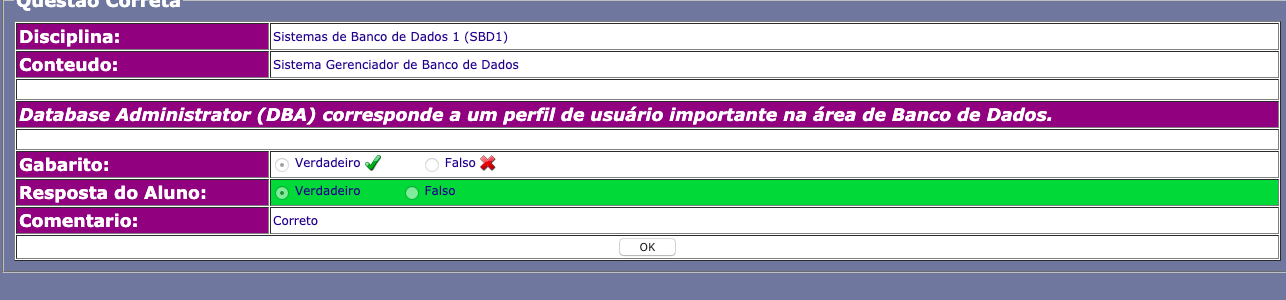 Questão Correta
Disciplina: Sistemas de Banco de Dados 1 (SBD1)
Conteudo: Sistema Gerenciador de Banco de Dados
Database Administrator (DBA) corresponde a um perfil de usuário importante na área de Banco de Dados.
Gabarito: Verdadeiro Falso
Resposta do Aluno: Verdadeiro Falso
Comentario: Correto
OK